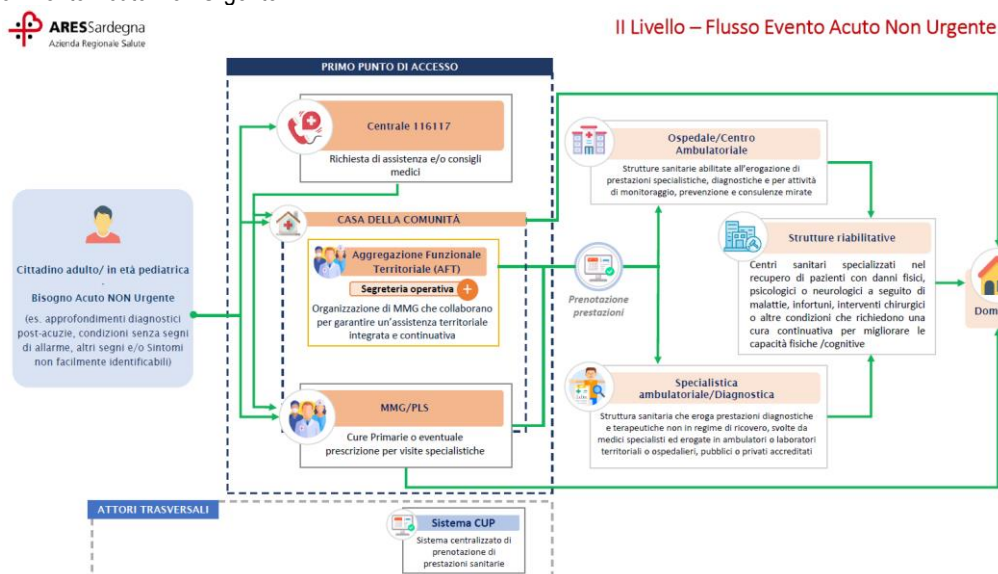 ARESSardegna
Azienda Regionale Salute
II Livello – Flusso Evento Acuto Non Urgente
PRIMO PUNTO DI ACCESSO
Centrale 116117
Richiesta di assistenza e/o consigli
medici
CASA DELLA COMUNITÀ
Aggregazione Funzionale
Territoriale (AFT)
Segreteria operativa
Organizzazione di MMG che collaborano
per garantire un'assistenza territoriale
integrata e continuativa
MMG/PLS
Cure Primarie o eventuale
prescrizione per visite specialistiche
Cittadino adulto/ in età pediatrica
-
Bisogno Acuto NON Urgente
(es. approfondimenti diagnostici
post-acuzie, condizioni senza segni
di allarme, altri segni e/o Sintomi
non facilmente identificabili)
Prenotazione
prestazioni
Ospedale/Centro
Ambulatoriale
Strutture sanitarie abilitate all'erogazione di
prestazioni specialistiche, diagnostiche e per attività
di monitoraggio, prevenzione e consulenze mirate
Strutture riabilitative
Centri sanitari specializzati nel
recupero di pazienti con danni fisici,
psicologici o neurologici a seguito di
malattie, infortuni, interventi chirurgici
o altre condizioni che richiedono una
cura continuativa per migliorare le
capacità fisiche /cognitive
Specialistica
ambulatoriale/Diagnostica
Struttura sanitaria che eroga prestazioni diagnostiche
e terapeutiche non in regime di ricovero, svolte da
medici specialisti ed erogate in ambulatori o laboratori
territoriali o ospedalieri, pubblici o privati accreditati
Dom
ATTORI TRASVERSALI
Sistema CUP
Sistema centralizzato di
prenotazione di
prestazioni sanitarie